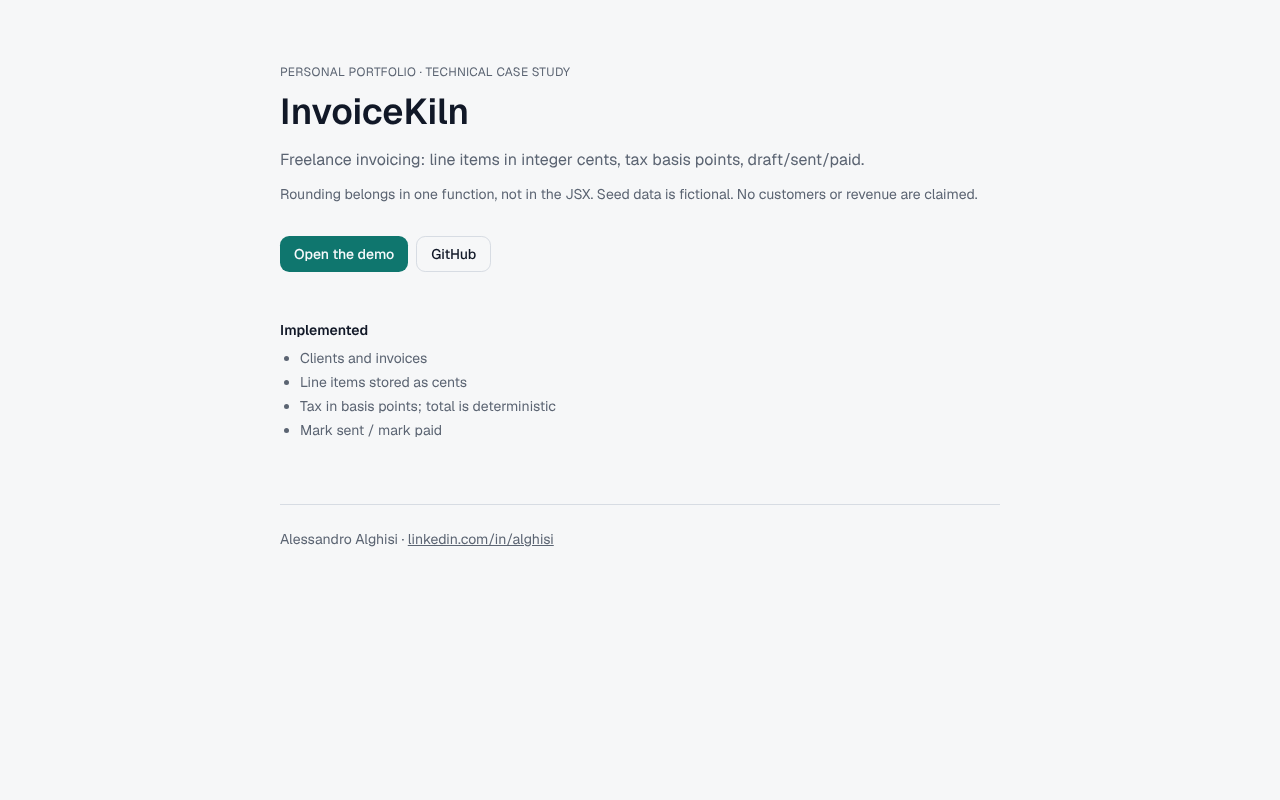 PERSONAL PORTFOLIO · TECHNICAL CASE STUDY
InvoiceKiln
Freelance invoicing: line items in integer cents, tax basis points, draft/sent/paid.
Rounding belongs in one function, not in the JSX. Seed data is fictional. No customers or revenue are claimed.
Open the demo
GitHub
Implemented
• Clients and invoices
• Line items stored as cents
• Tax in basis points; total is deterministic
• Mark sent / mark paid
Alessandro Alghisi · linkedin.com/in/alghisi